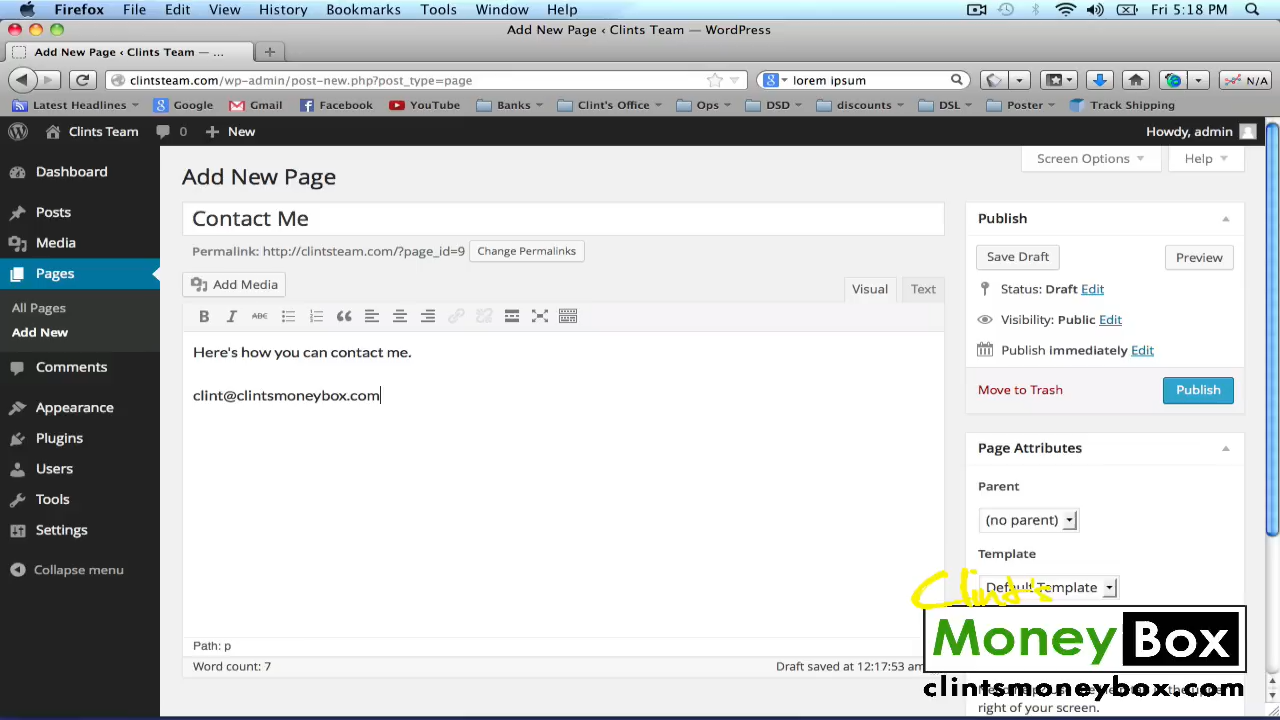 Firefox File Edit View History Bookmarks Tools Window Help Fri 5:18 PM
Add New Page ‹ Clints Team — WordPress
Add New Page ‹ Clints Team — ...
clintsteam.com/wp-admin/post-new.php?post_type=page lorem ipsum N/A
Latest Headlines Google Gmail Facebook YouTube Banks Clint's Office Ops DSD discounts DSL Poster Track Shipping
Clints Team 0 New Howdy, admin
Screen Options Help
Dashboard
Posts
Media
Pages
All Pages
Add New
Comments
Appearance
Plugins
Users
Tools
Settings
Collapse menu
Add New Page
Contact Me
Permalink: http://clintsteam.com/?page_id=9 Change Permalinks
Add Media Visual Text
B I ABC
Here's how you can contact me.
clint@clintsmoneybox.com
Path: p
Word count: 7 Draft saved at 12:17:53 am
Publish
Save Draft Preview
Status: Draft Edit
Visibility: Public Edit
Publish immediately Edit
Move to Trash Publish
Page Attributes
Parent
(no parent)
Template
Default Template
Clint's
Money Box
clintsmoneybox.com
right of your screen.